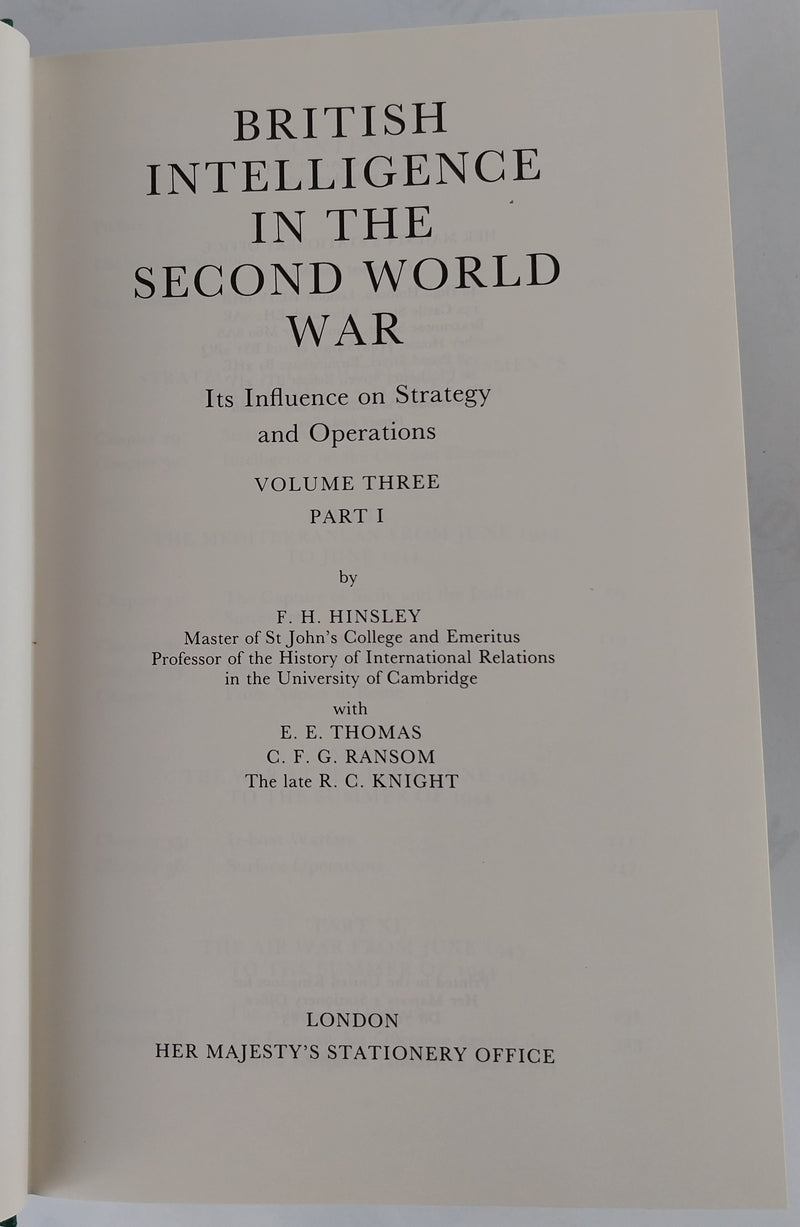 BRITISH
INTELLIGENCE
IN THE
SECOND WORLD
WAR
Its Influence on Strategy
and Operations
VOLUME THREE
PART I
by
F. H. HINSLEY
Master of St John's College and Emeritus
Professor of the History of International Relations
in the University of Cambridge
with
E. E. THOMAS
C. F. G. RANSOM
The late R. C. KNIGHT
LONDON
HER MAJESTY'S STATIONERY OFFICE